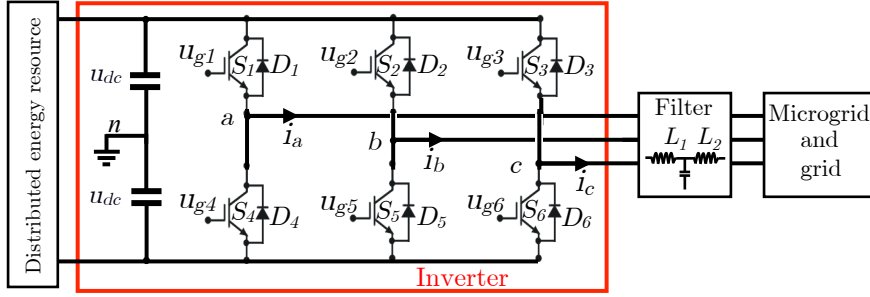 Distributed energy resource
u_dc
n
u_dc
u_g1
S_1
D_1
u_g2
S_2
D_2
u_g3
S_3
D_3
a
i_a
b
i_b
c
i_c
u_g4
S_4
D_4
u_g5
S_5
D_5
u_g6
S_6
D_6
Inverter
Filter
L_1 L_2
Microgrid
and
grid